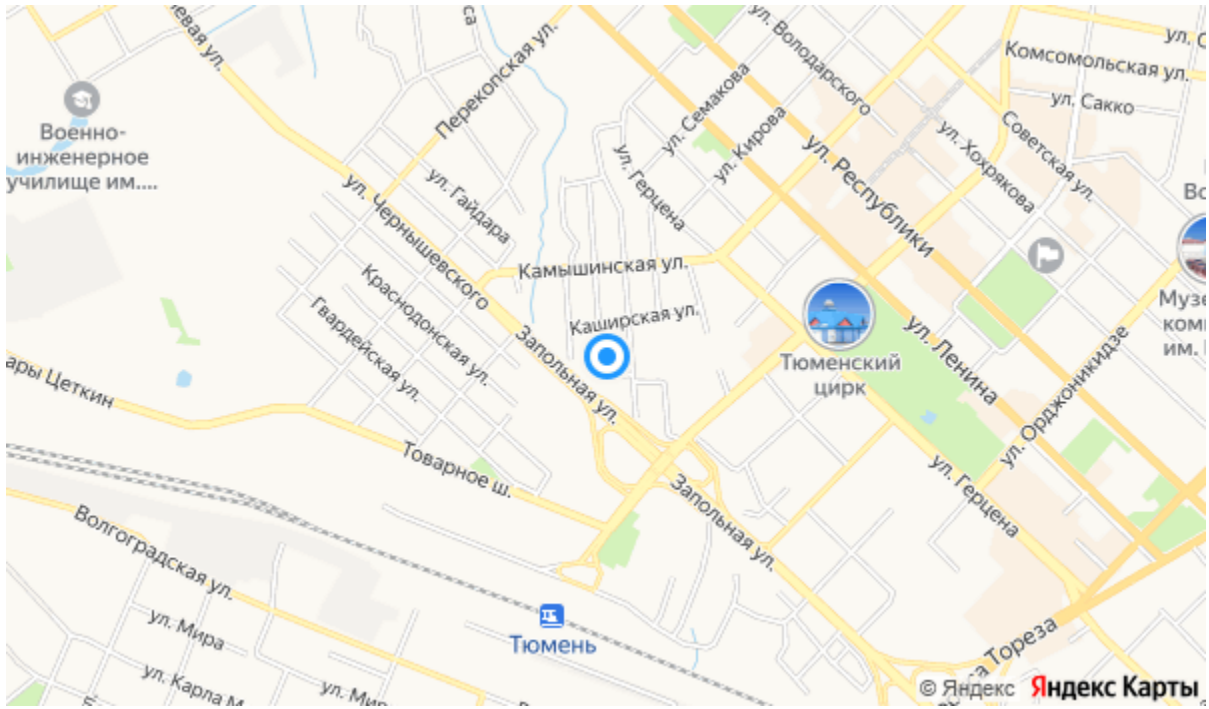 ул. Володарского
Комсомольская ул.
Перекопская ул.
ул. Семакова
ул. Сакко
Военно-
инженерное
училище им....
ул. Кирова
ул. Республики
ул. Хохрякова
Советская ул.
ул. Гайдара
ул. Герцена
ул. Чернышевского
Камышинская ул.
Краснодонская ул.
Гвардейская ул.
Каширская ул.
Запольная ул.
Тюменский
цирк
ул. Ленина
ул. Орджоникидзе
им.
Цеткин
Товарное ш.
Запольная ул.
ул. Герцена
Волгоградская ул.
ул. Мира
Тюмень
Тореза
ул. Карла М
© Яндекс Яндекс Карты